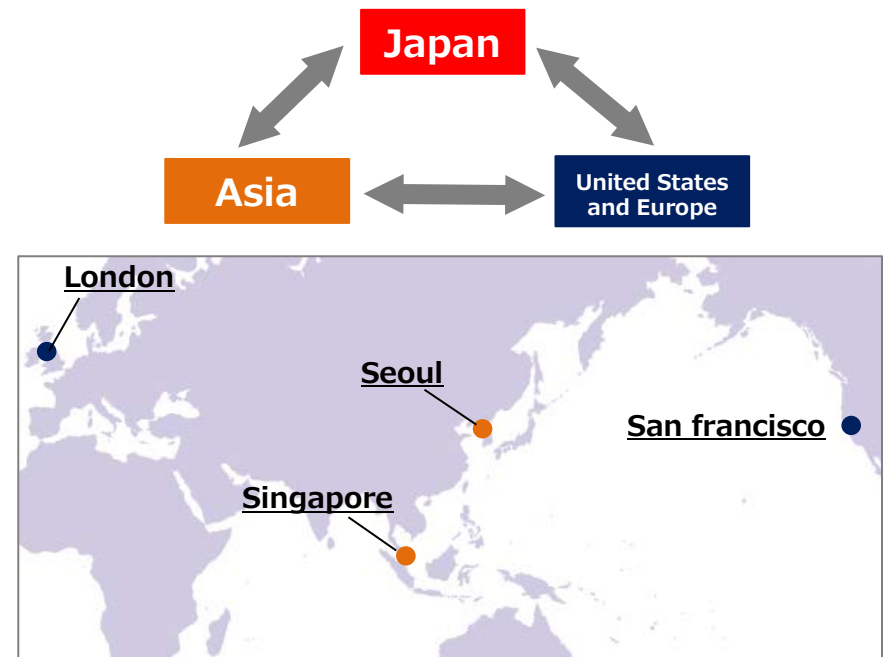 Japan
Asia
United States
and Europe
London
Seoul
San francisco
Singapore